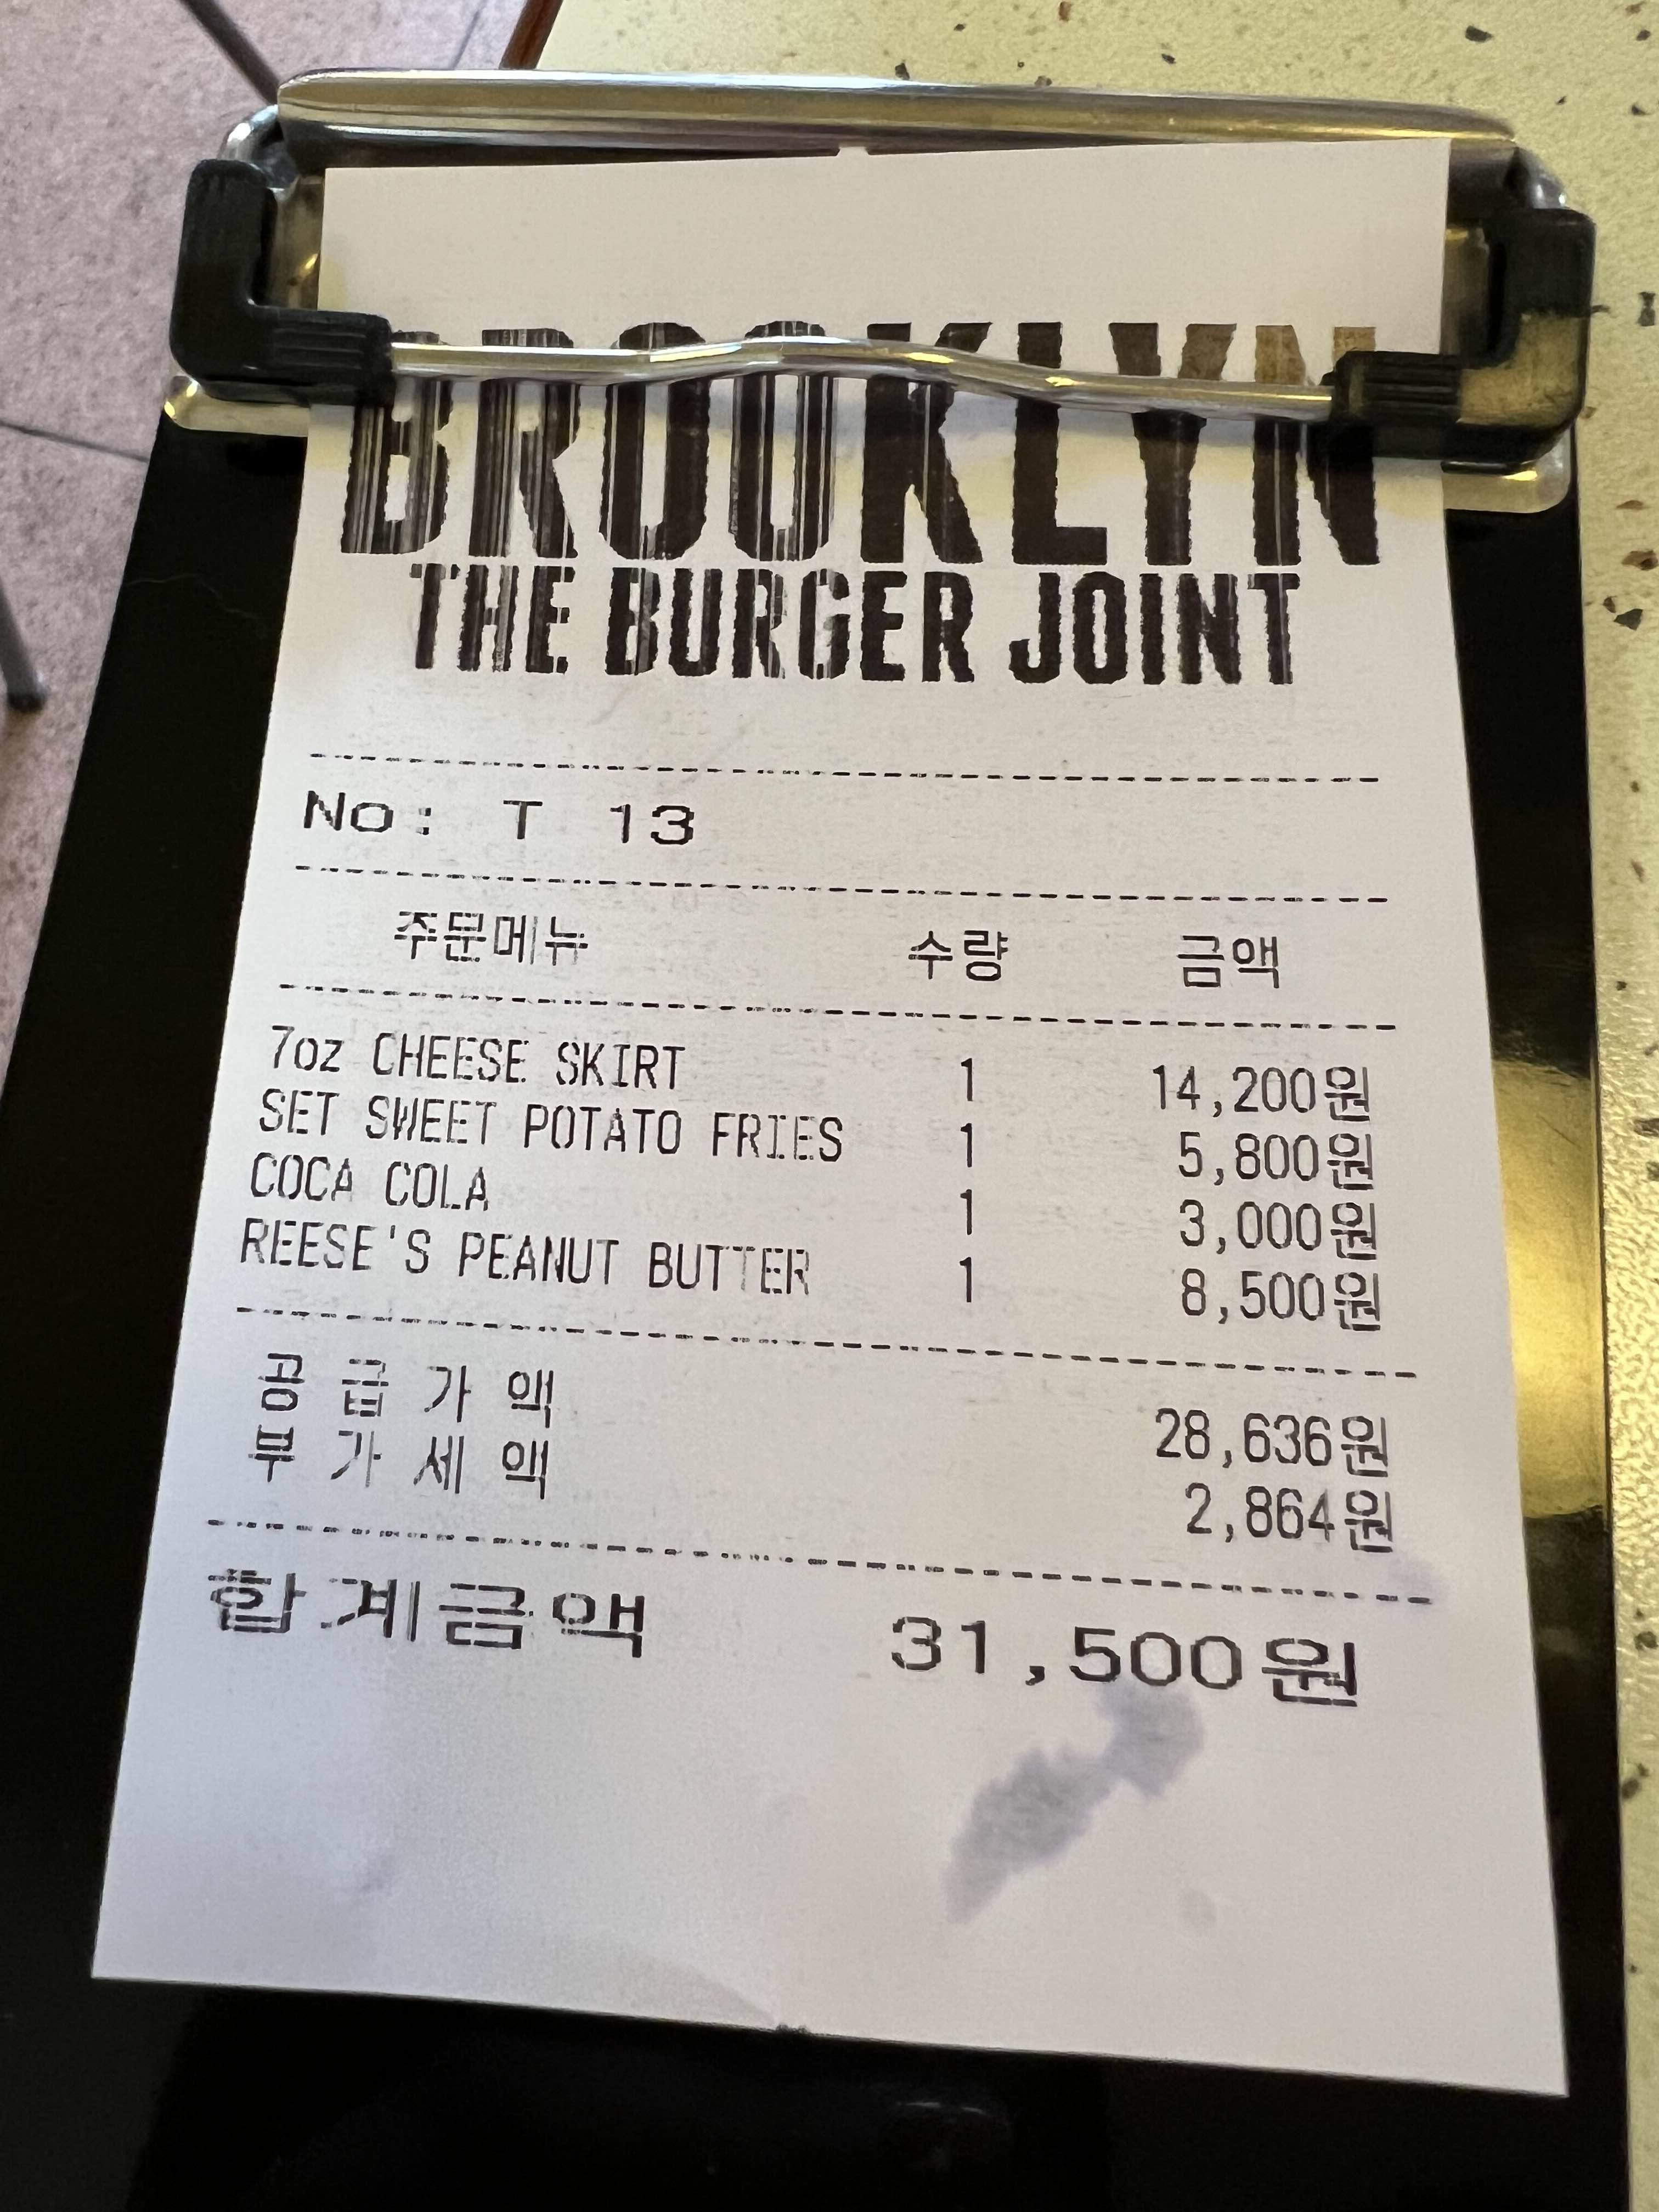 BROOKLYN
THE BURGER JOINT
No: T 13
주문메뉴 수량 금액
7oz CHEESE SKIRT 1 14,200원
SET SWEET POTATO FRIES 1 5,800원
COCA COLA 1 3,000원
REESE'S PEANUT BUTTER 1 8,500원
공 급 가 액 28,636원
부 가 세 액 2,864원
합계금액 31,500원